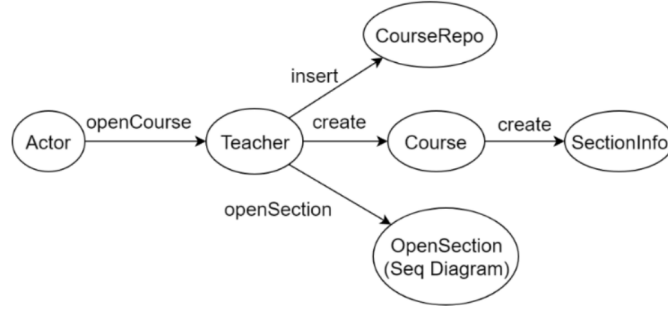 CourseRepo
insert
openCourse
create
create
Actor
Teacher
Course
SectionInfo
openSection
OpenSection
(Seq Diagram)